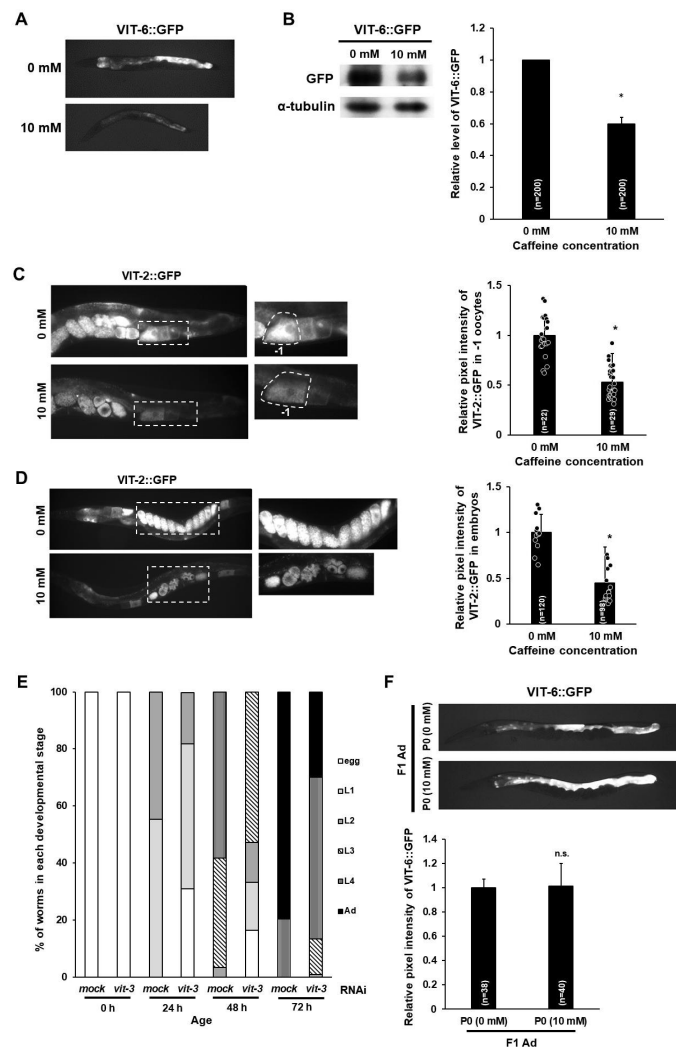 A
VIT-6::GFP
0 mM
10 mM
B
VIT-6::GFP
0 mM 10 mM
GFP
α-tubulin
Relative level of VIT-6::GFP
1.2
1
0.8
0.6
0.4
0.2
0
*
(n=200)
(n=200)
0 mM 10 mM
Caffeine concentration
C
VIT-2::GFP
0 mM
10 mM
-1
-1
Relative pixel intensity of
VIT-2::GFP in -1 oocytes
1.5
1
0.5
0
*
(n=22)
(n=29)
0 mM 10 mM
Caffeine concentration
D
VIT-2::GFP
0 mM
10 mM
Relative pixel intensity of
VIT-2::GFP in embryos
1.5
1
0.5
0
*
(n=120)
(n=98)
0 mM 10 mM
Caffeine concentration
E
% of worms in each developmental stage
100
80
60
40
20
0
egg
L1
L2
L3
L4
Ad
mock vit-3 mock vit-3 mock vit-3 mock vit-3 RNAi
0 h 24 h 48 h 72 h
Age
F
VIT-6::GFP
F1 Ad
P0 (0 mM)
P0 (10 mM)
Relative pixel intensity of VIT-6::GFP
1.4
1.2
1
0.8
0.6
0.4
0.2
0
n.s.
(n=38)
(n=40)
P0 (0 mM) P0 (10 mM)
F1 Ad